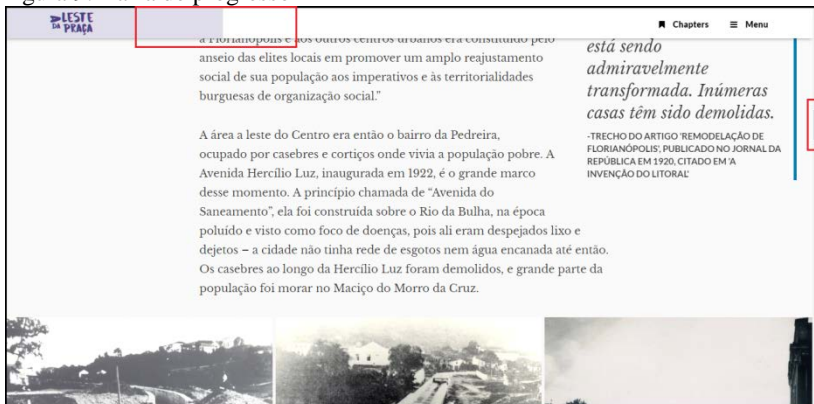 LESTE
DA PRAÇA
Chapters
Menu
a Florianópolis e aos outros centros urbanos era constituído pelo
anseio das elites locais em promover um amplo reajustamento
social de sua população aos imperativos e às territorialidades
burguesas de organização social.”
A área a leste do Centro era então o bairro da Pedreira,
ocupado por casebres e cortiços onde vivia a população pobre. A
Avenida Hercílio Luz, inaugurada em 1922, é o grande marco
desse momento. A princípio chamada de “Avenida do
Saneamento”, ela foi construída sobre o Rio da Bulha, na época
poluído e visto como foco de doenças, pois ali eram despejados lixo e
dejetos – a cidade não tinha rede de esgotos nem água encanada até então.
Os casebres ao longo da Hercílio Luz foram demolidos, e grande parte da
população foi morar no Maciço do Morro da Cruz.
está sendo
admiravelmente
transformada. Inúmeras
casas têm sido demolidas.
-TRECHO DO ARTIGO 'REMODELAÇÃO DE
FLORIANÓPOLIS', PUBLICADO NO JORNAL DA
REPÚBLICA EM 1920, CITADO EM 'A
INVENÇÃO DO LITORAL'